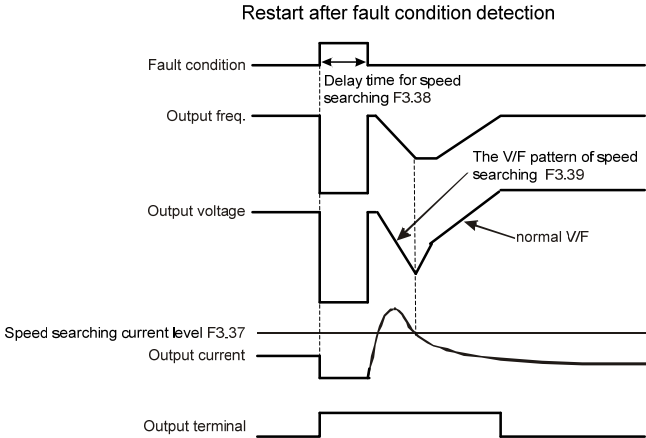 Restart after fault condition detection
Fault condition
Delay time for speed
searching F3.38
Output freq.
The V/F pattern of speed
searching F3.39
Output voltage
normal V/F
Speed searching current level F3.37
Output current
Output terminal